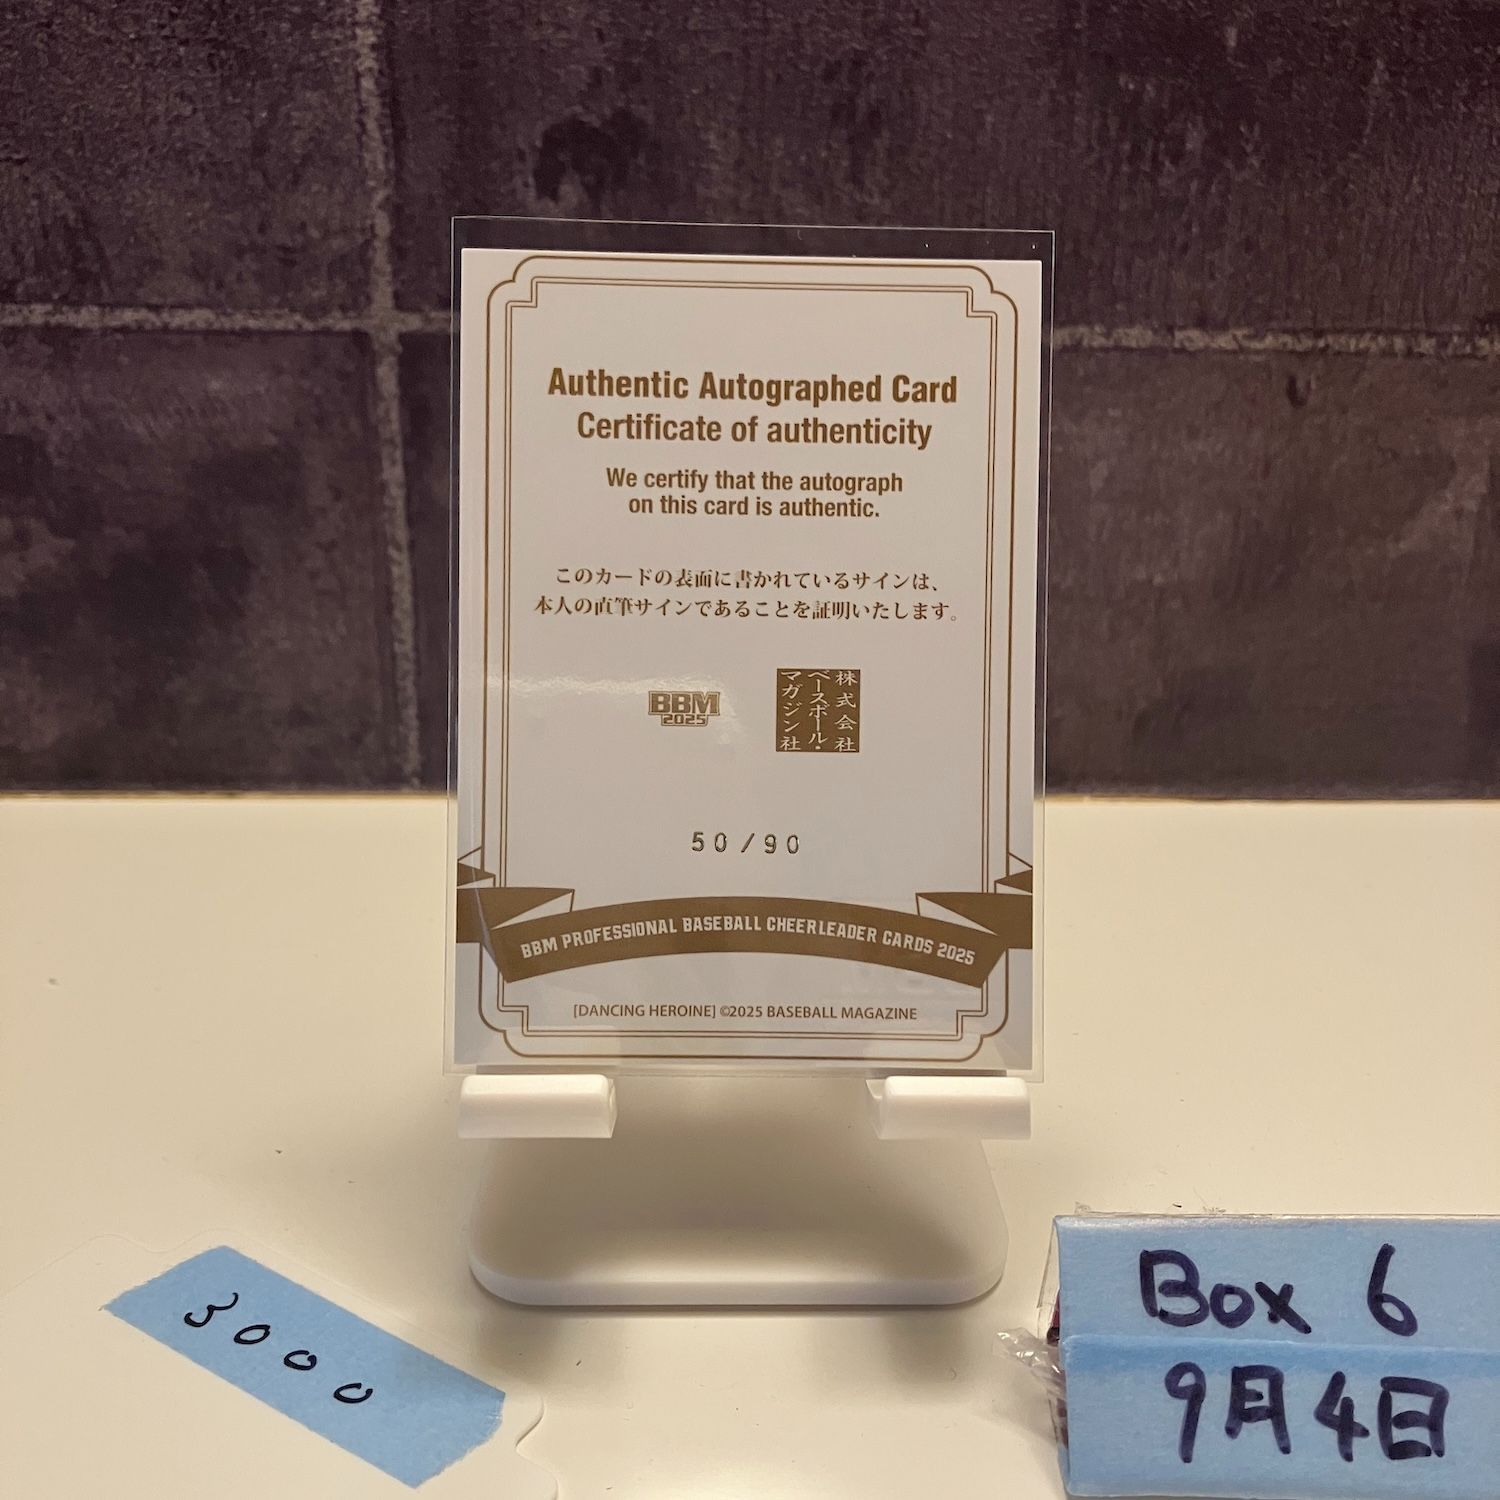 Authentic Autographed Card
Certificate of authenticity
We certify that the autograph
on this card is authentic.
このカードの表面に書かれているサインは、
本人の直筆サインであることを証明いたします。
BBM
2025
株式会社
ベースボール・
マガジン社
50/90
BBM PROFESSIONAL BASEBALL CHEERLEADER CARDS 2025
[DANCING HEROINE] ©2025 BASEBALL MAGAZINE
3000
Box 6
9月4日